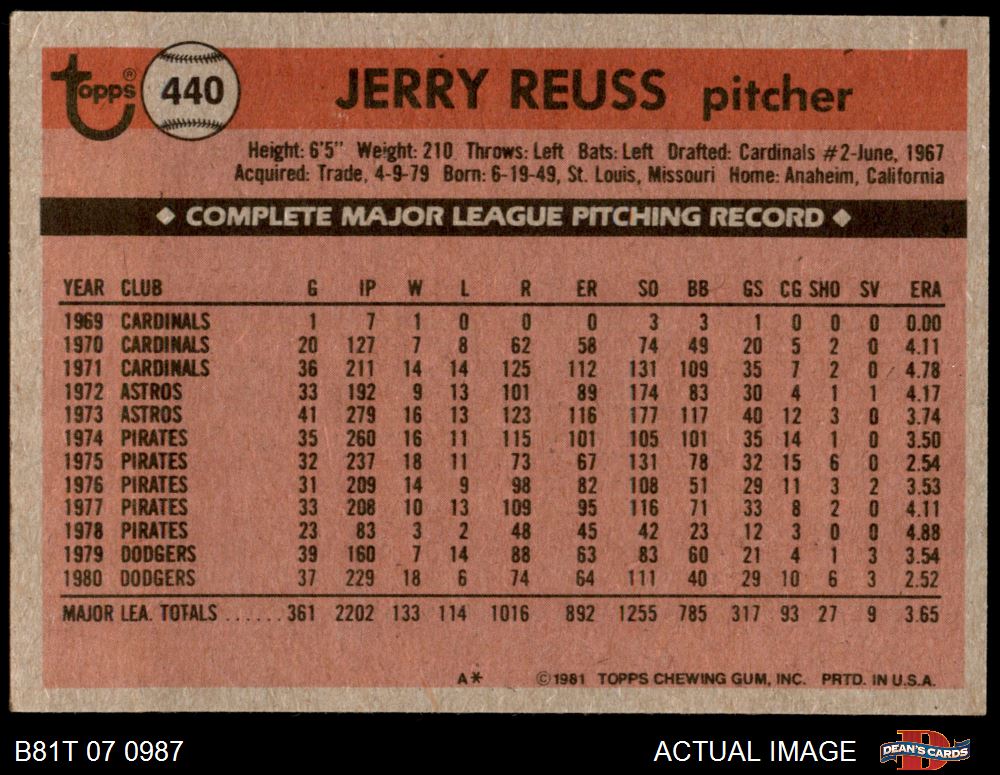 topps® 440 JERRY REUSS pitcher
Height: 6'5" Weight: 210 Throws: Left Bats: Left Drafted: Cardinals #2-June, 1967
Acquired: Trade, 4-9-79 Born: 6-19-49, St. Louis, Missouri Home: Anaheim, California
◆ COMPLETE MAJOR LEAGUE PITCHING RECORD ◆
YEAR CLUB G IP W L R ER SO BB GS CG SHO SV ERA
1969 CARDINALS 1 7 1 0 0 0 3 3 1 0 0 0 0.00
1970 CARDINALS 20 127 7 8 62 58 74 49 20 5 2 0 4.11
1971 CARDINALS 36 211 14 14 125 112 131 109 35 7 2 0 4.78
1972 ASTROS 33 192 9 13 101 89 174 83 30 4 1 1 4.17
1973 ASTROS 41 279 16 13 123 116 177 117 40 12 3 0 3.74
1974 PIRATES 35 260 16 11 115 101 105 101 35 14 1 0 3.50
1975 PIRATES 32 237 18 11 73 67 131 78 32 15 6 0 2.54
1976 PIRATES 31 209 14 9 98 82 108 51 29 11 3 2 3.53
1977 PIRATES 33 208 10 13 109 95 116 71 33 8 2 0 4.11
1978 PIRATES 23 83 3 2 48 45 42 23 12 3 0 0 4.88
1979 DODGERS 39 160 7 14 88 63 83 60 21 4 1 3 3.54
1980 DODGERS 37 229 18 6 74 64 111 40 29 10 6 3 2.52
MAJOR LEA. TOTALS ...... 361 2202 133 114 1016 892 1255 785 317 93 27 9 3.65
A* ©1981 TOPPS CHEWING GUM, INC. PRTD. IN U.S.A.
B81T 07 0987 ACTUAL IMAGE DEAN'S CARDS